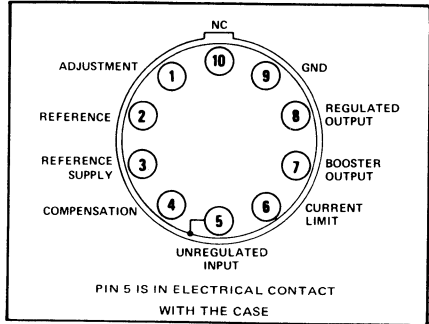 NC
ADJUSTMENT
1
10
9
GND
REFERENCE
2
8
REGULATED
OUTPUT
REFERENCE
SUPPLY
3
7
BOOSTER
OUTPUT
COMPENSATION
4
5
6
CURRENT
LIMIT
UNREGULATED
INPUT
PIN 5 IS IN ELECTRICAL CONTACT
WITH THE CASE